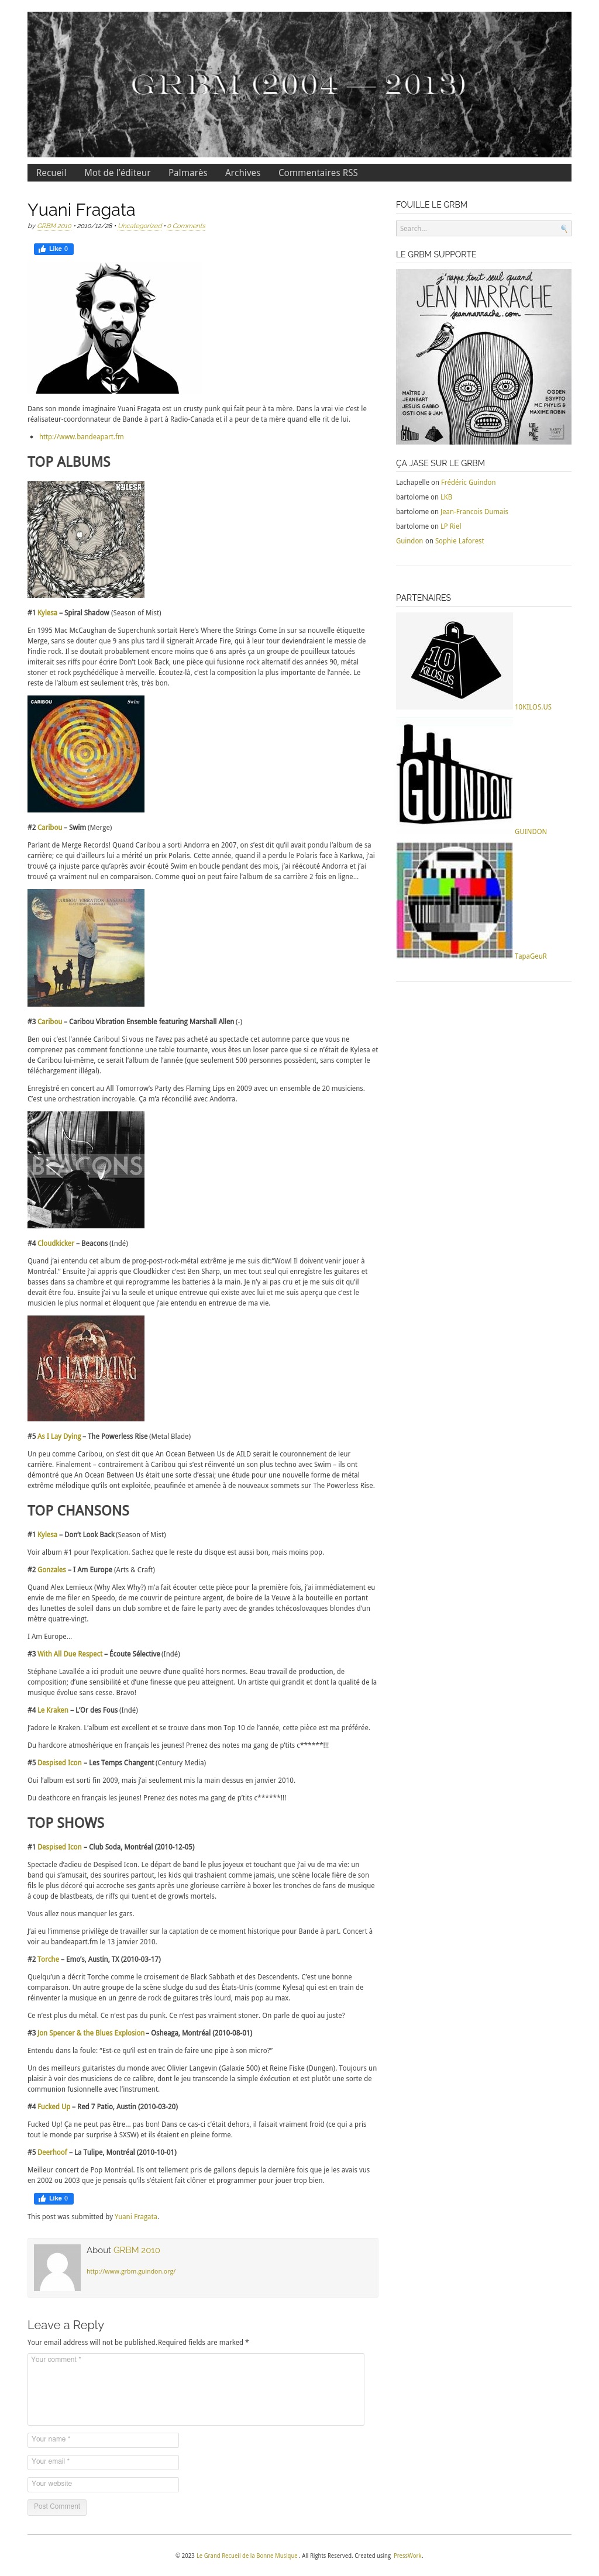 GRBM (2004 — 2013)
Recueil Mot de l'éditeur Palmarès Archives Commentaires RSS
Yuani Fragata
by GRBM 2010 • 2010/12/28 • Uncategorized • 0 Comments
Like 0
Dans son monde imaginaire Yuani Fragata est un crusty punk qui fait peur à ta mère. Dans la vrai vie c'est le
réalisateur-coordonnateur de Bande à part à Radio-Canada et il a peur de ta mère quand elle rit de lui.
http://www.bandeapart.fm
TOP ALBUMS
KYLESA
#1 Kylesa – Spiral Shadow (Season of Mist)
En 1995 Mac McCaughan de Superchunk sortait Here's Where the Strings Come In sur sa nouvelle étiquette
Merge, sans se douter que 9 ans plus tard il signerait Arcade Fire, qui à leur tour deviendraient le messie de
l'indie rock. Il se doutait probablement encore moins que 6 ans après ça un groupe de pouilleux tatoués
imiterait ses riffs pour écrire Don't Look Back, une pièce qui fusionne rock alternatif des années 90, métal
stoner et rock psychédélique à merveille. Écoutez-là, c'est la composition la plus importante de l'année. Le
reste de l'album est seulement très, très bon.
CARIBOU Swim
#2 Caribou – Swim (Merge)
Parlant de Merge Records! Quand Caribou a sorti Andorra en 2007, on s'est dit qu'il avait pondu l'album de sa
carrière; ce qui d'ailleurs lui a mérité un prix Polaris. Cette année, quand il a perdu le Polaris face à Karkwa, j'ai
trouvé ça injuste parce qu'après avoir écouté Swim en boucle pendant des mois, j'ai réécouté Andorra et j'ai
trouvé ça vraiment nul en comparaison. Comme quoi on peut faire l'album de sa carrière 2 fois en ligne…
#3 Caribou – Caribou Vibration Ensemble featuring Marshall Allen (-)
Ben oui c'est l'année Caribou! Si vous ne l'avez pas acheté au spectacle cet automne parce que vous ne
comprenez pas comment fonctionne une table tournante, vous êtes un loser parce que si ce n'était de Kylesa et
de Caribou lui-même, ce serait l'album de l'année (que seulement 500 personnes possèdent, sans compter le
téléchargement illégal).
Enregistré en concert au All Tomorrow's Party des Flaming Lips en 2009 avec un ensemble de 20 musiciens.
C'est une orchestration incroyable. Ça m'a réconcilié avec Andorra.
BEACONS
#4 Cloudkicker – Beacons (Indé)
Quand j'ai entendu cet album de prog-post-rock-métal extrême je me suis dit:"Wow! Il doivent venir jouer à
Montréal." Ensuite j'ai appris que Cloudkicker c'est Ben Sharp, un mec tout seul qui enregistre les guitares et
basses dans sa chambre et qui reprogramme les batteries à la main. Je n'y ai pas cru et je me suis dit qu'il
devait être fou. Ensuite j'ai vu la seule et unique entrevue qui existe avec lui et me suis aperçu que c'est le
musicien le plus normal et éloquent que j'aie entendu en entrevue de ma vie.
AS I LAY DYING
#5 As I Lay Dying – The Powerless Rise (Metal Blade)
Un peu comme Caribou, on s'est dit que An Ocean Between Us de AILD serait le couronnement de leur
carrière. Finalement – contrairement à Caribou qui s'est réinventé un son plus techno avec Swim – ils ont
démontré que An Ocean Between Us était une sorte d'essai; une étude pour une nouvelle forme de métal
extrême mélodique qu'ils ont exploitée, peaufinée et amenée à de nouveaux sommets sur The Powerless Rise.
TOP CHANSONS
#1 Kylesa – Don't Look Back (Season of Mist)
Voir album #1 pour l'explication. Sachez que le reste du disque est aussi bon, mais moins pop.
#2 Gonzales – I Am Europe (Arts & Craft)
Quand Alex Lemieux (Why Alex Why?) m'a fait écouter cette pièce pour la première fois, j'ai immédiatement eu
envie de me filer en Speedo, de me couvrir de peinture argent, de boire de la Veuve à la bouteille en portant
des lunettes de soleil dans un club sombre et de faire le party avec de grandes tchécoslovaques blondes d'un
mètre quatre-vingt.
I Am Europe…
#3 With All Due Respect – Écoute Sélective (Indé)
Stéphane Lavallée a ici produit une oeuvre d'une qualité hors normes. Beau travail de production, de
composition; d'une sensibilité et d'une finesse que peu atteignent. Un artiste qui grandit et dont la qualité de la
musique évolue sans cesse. Bravo!
#4 Le Kraken – L'Or des Fous (Indé)
J'adore le Kraken. L'album est excellent et se trouve dans mon Top 10 de l'année, cette pièce est ma préférée.
Du hardcore atmoshérique en français les jeunes! Prenez des notes ma gang de p'tits c******!!!
#5 Despised Icon – Les Temps Changent (Century Media)
Oui l'album est sorti fin 2009, mais j'ai seulement mis la main dessus en janvier 2010.
Du deathcore en français les jeunes! Prenez des notes ma gang de p'tits c******!!!
TOP SHOWS
#1 Despised Icon – Club Soda, Montréal (2010-12-05)
Spectacle d'adieu de Despised Icon. Le départ de band le plus joyeux et touchant que j'ai vu de ma vie: un
band qui s'amusait, des sourires partout, les kids qui trashaient comme jamais, une scène locale fière de son
fils le plus décoré qui accroche ses gants après une glorieuse carrière à boxer les tronches de fans de musique
à coup de blastbeats, de riffs qui tuent et de growls mortels.
Vous allez nous manquer les gars.
J'ai eu l'immense privilège de travailler sur la captation de ce moment historique pour Bande à part. Concert à
voir au bandeapart.fm le 13 janvier 2010.
#2 Torche – Emo's, Austin, TX (2010-03-17)
Quelqu'un a décrit Torche comme le croisement de Black Sabbath et des Descendents. C'est une bonne
comparaison. Un autre groupe de la scène sludge du sud des États-Unis (comme Kylesa) qui est en train de
réinventer la musique en un genre de rock de guitares très lourd, mais pop au max.
Ce n'est plus du métal. Ce n'est pas du punk. Ce n'est pas vraiment stoner. On parle de quoi au juste?
#3 Jon Spencer & the Blues Explosion – Osheaga, Montréal (2010-08-01)
Entendu dans la foule: "Est-ce qu'il est en train de faire une pipe à son micro?"
Un des meilleurs guitaristes du monde avec Olivier Langevin (Galaxie 500) et Reine Fiske (Dungen). Toujours un
plaisir à voir des musiciens de ce calibre, dont le jeu transcende la simple éxécution et est plutôt une sorte de
communion fusionnelle avec l'instrument.
#4 Fucked Up – Red 7 Patio, Austin (2010-03-20)
Fucked Up! Ça ne peut pas être… pas bon! Dans ce cas-ci c'était dehors, il faisait vraiment froid (ce qui a pris
tout le monde par surprise à SXSW) et ils étaient en pleine forme.
#5 Deerhoof – La Tulipe, Montréal (2010-10-01)
Meilleur concert de Pop Montréal. Ils ont tellement pris de gallons depuis la dernière fois que je les avais vus
en 2002 ou 2003 que je pensais qu'ils s'étaient fait clôner et programmer pour jouer trop bien.
Like 0
This post was submitted by Yuani Fragata.
About GRBM 2010
http://www.grbm.guindon.org/
Leave a Reply
Your email address will not be published. Required fields are marked *
Your comment *
Your name *
Your email *
Your website
Post Comment
FOUILLE LE GRBM
Search...
LE GRBM SUPPORTE
j'rappe tout seul quand
JEAN NARRACHE
jeannarrache.com
MAÎTRE J
JEANBART
JESUIS GABBO
OSTI ONE & JAM
OGDEN
EGYPTO
MC PHYLIS &
MAXIME ROBIN
ÇA JASE SUR LE GRBM
Lachapelle on Frédéric Guindon
bartolome on LKB
bartolome on Jean-Francois Dumais
bartolome on LP Riel
Guindon on Sophie Laforest
PARTENAIRES
10
KILOS.US
10KILOS.US
GUINDON
GUINDON
TapaGeuR
© 2023 Le Grand Recueil de la Bonne Musique . All Rights Reserved. Created using PressWork.